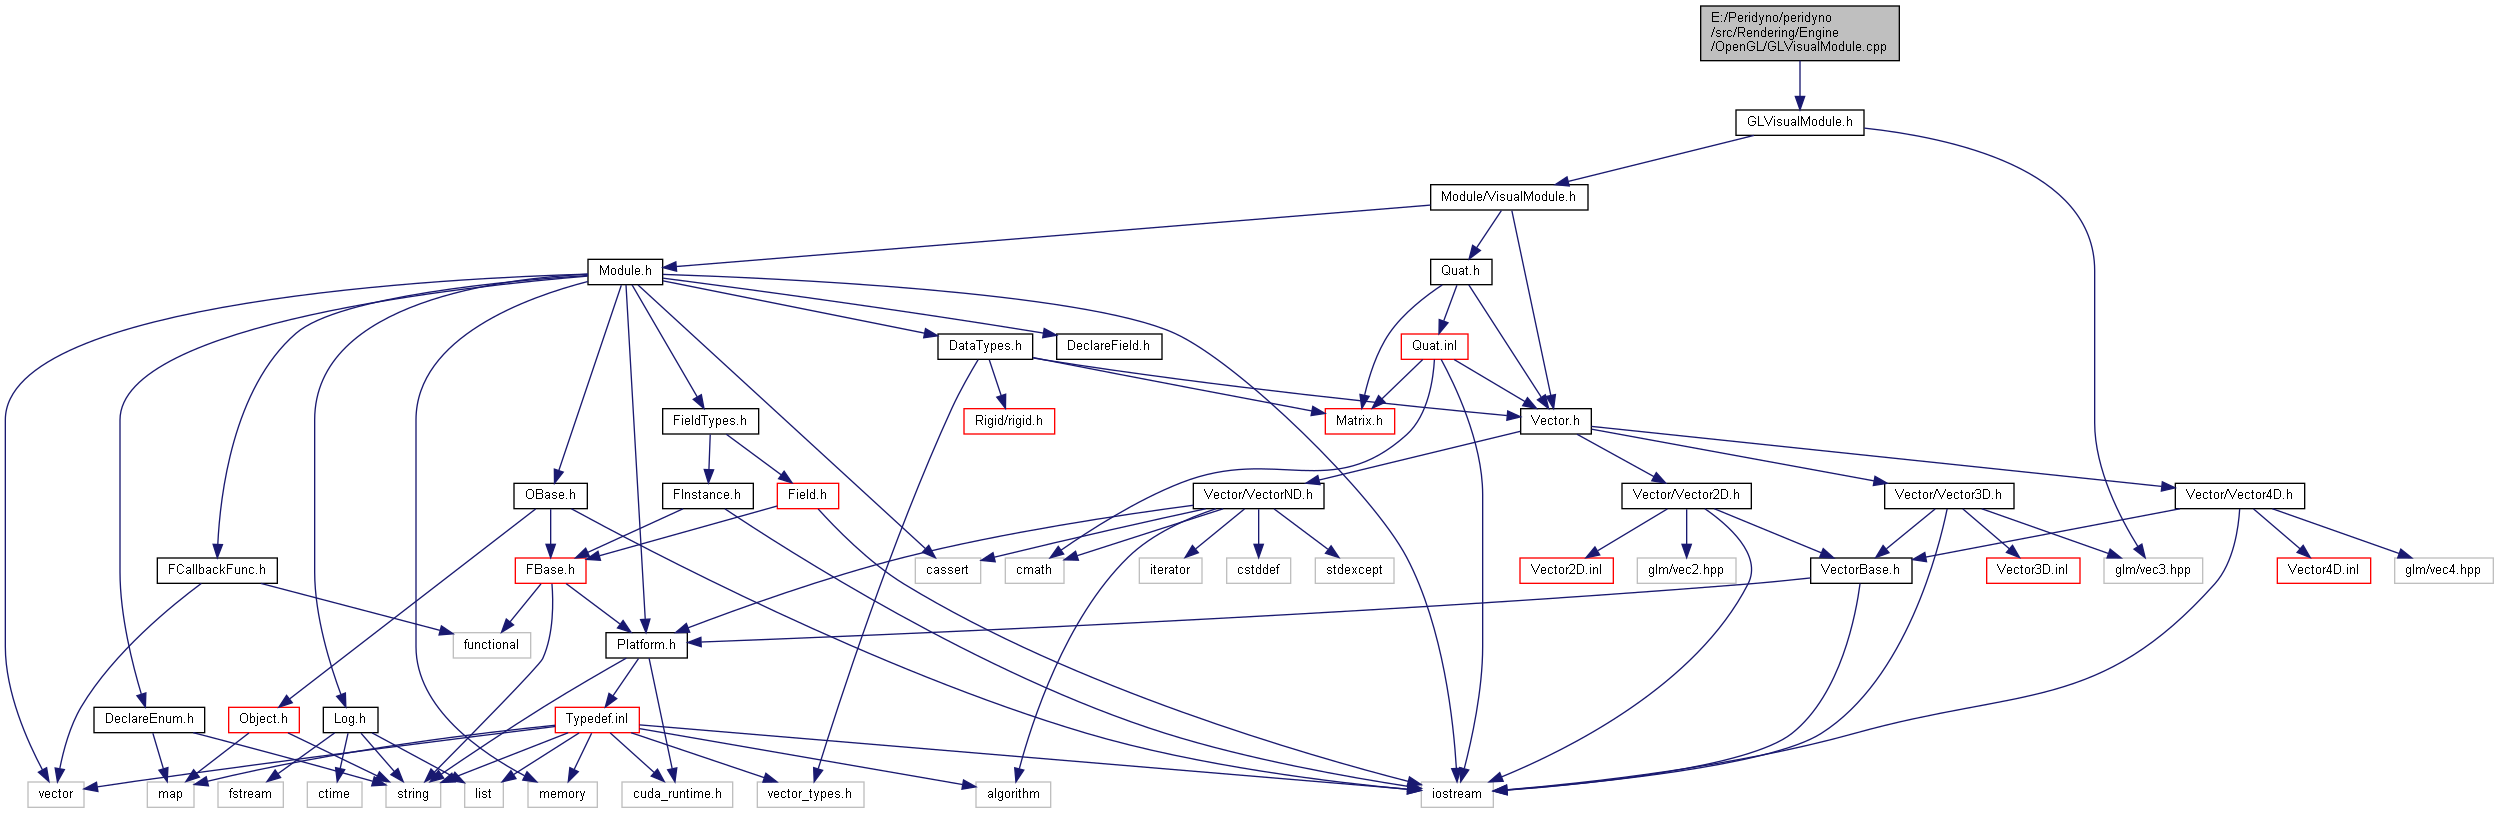 E:/Peridyno/peridyno
/src/Rendering/Engine
/OpenGL/GLVisualModule.cpp
GLVisualModule.h
Module/VisualModule.h
Module.h
Quat.h
DataTypes.h
DeclareField.h
Quat.inl
FieldTypes.h
Rigid/rigid.h
Matrix.h
Vector.h
OBase.h
FInstance.h
Field.h
Vector/VectorND.h
Vector/Vector2D.h
Vector/Vector3D.h
Vector/Vector4D.h
FCallbackFunc.h
FBase.h
cassert
cmath
iterator
cstddef
stdexcept
Vector2D.inl
glm/vec2.hpp
VectorBase.h
Vector3D.inl
glm/vec3.hpp
Vector4D.inl
glm/vec4.hpp
functional
Platform.h
DeclareEnum.h
Object.h
Log.h
Typedef.inl
vector
map
fstream
ctime
string
list
memory
cuda_runtime.h
vector_types.h
algorithm
iostream